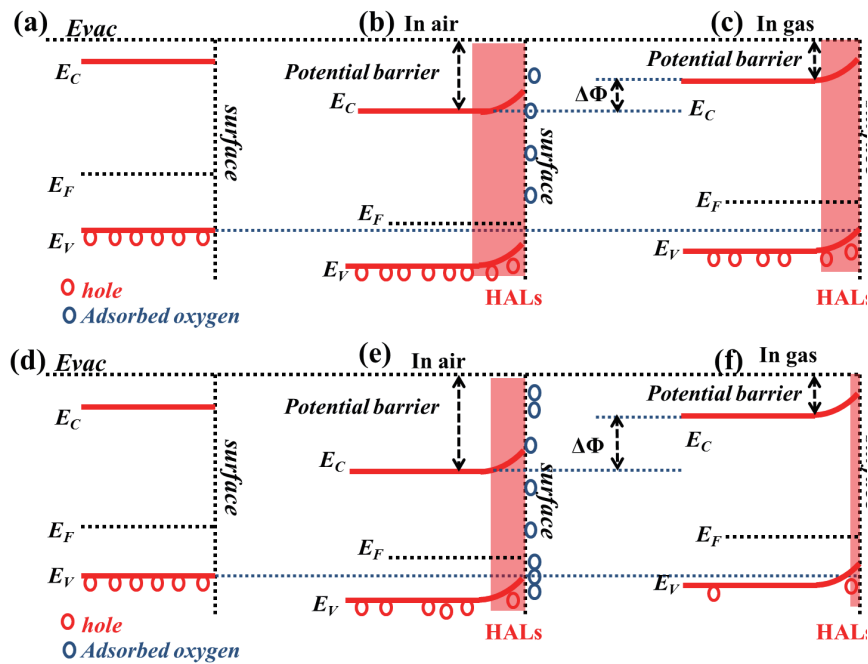 (a)
Evac
E_C
E_F
E_V
surface
hole
Adsorbed oxygen
(b)
In air
Potential barrier
E_C
E_F
E_V
surface
HALs
(c)
In gas
Potential barrier
ΔΦ
E_C
E_F
E_V
HALs
(d)
Evac
E_C
E_F
E_V
surface
hole
Adsorbed oxygen
(e)
In air
Potential barrier
E_C
E_F
E_V
surface
HALs
(f)
In gas
Potential barrier
ΔΦ
E_C
E_F
E_V
HALs